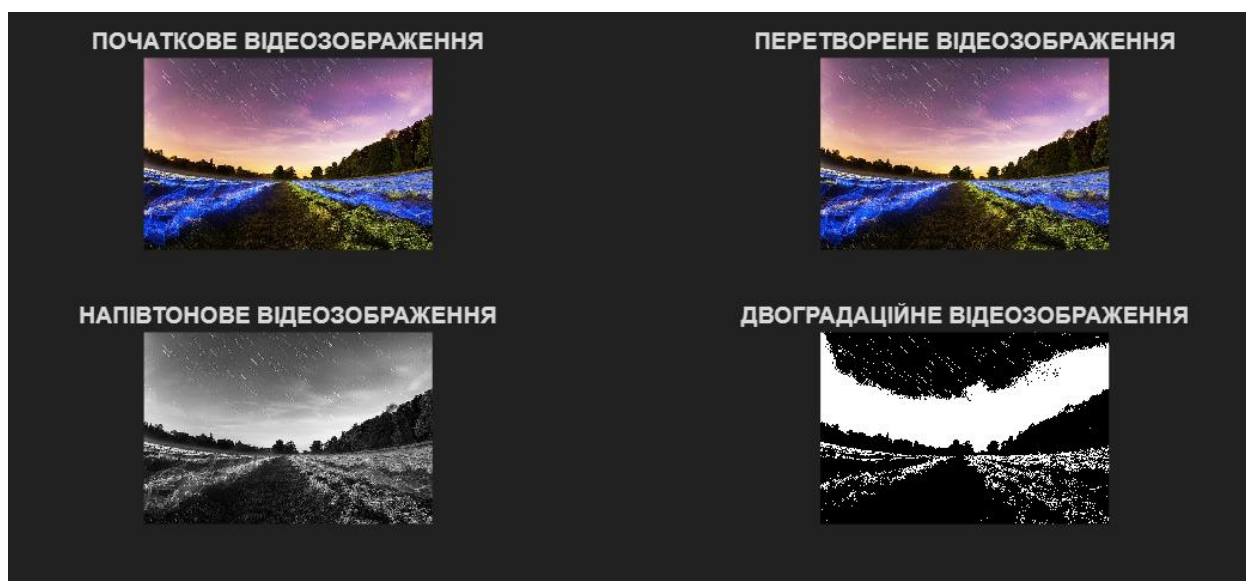 ПОЧАТКОВЕ ВІДЕОЗОБРАЖЕННЯ
ПЕРЕТВОРЕНЕ ВІДЕОЗОБРАЖЕННЯ
НАПІВТОНОВЕ ВІДЕОЗОБРАЖЕННЯ
ДВОГРАДАЦІЙНЕ ВІДЕОЗОБРАЖЕННЯ